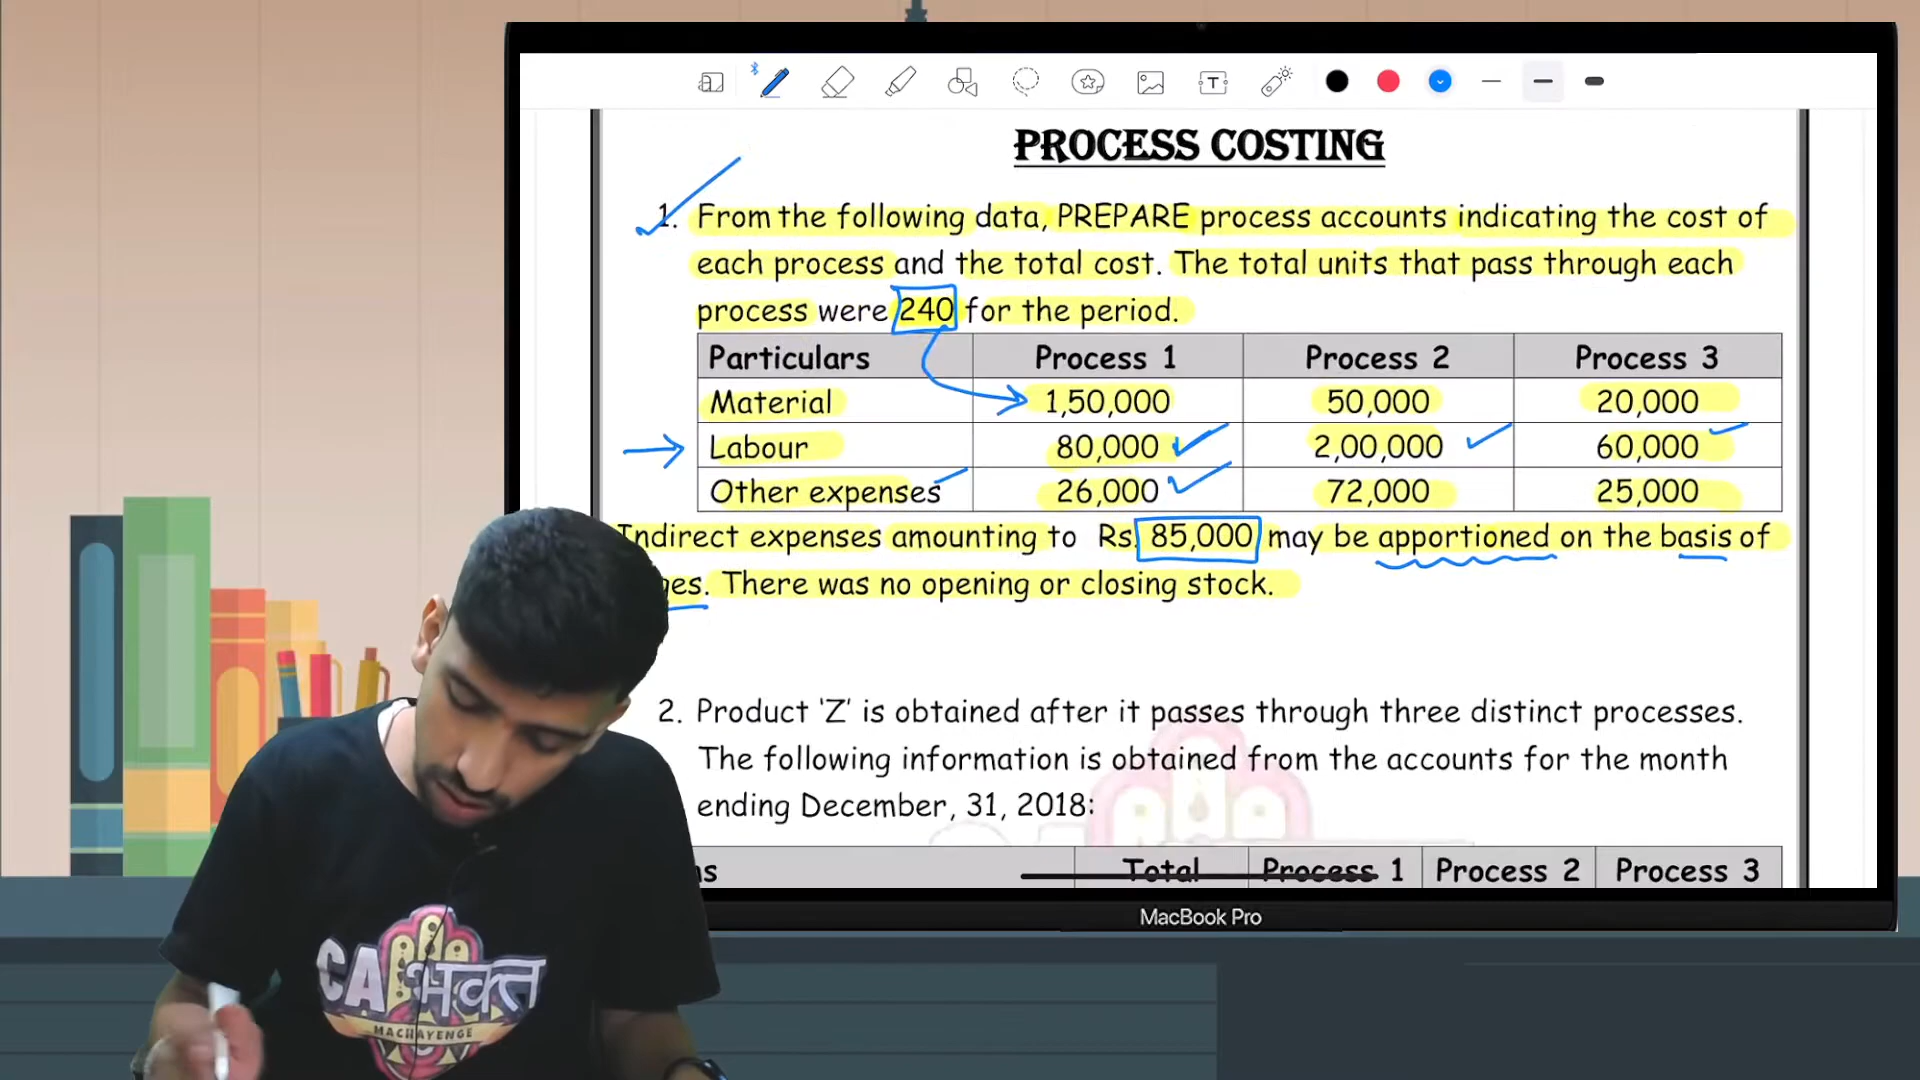 PROCESS COSTING
1. From the following data, PREPARE process accounts indicating the cost of
each process and the total cost. The total units that pass through each
process were 240 for the period.
Particulars Process 1 Process 2 Process 3
Material 1,50,000 50,000 20,000
Labour 80,000 2,00,000 60,000
Other expenses 26,000 72,000 25,000
Indirect expenses amounting to Rs. 85,000 may be apportioned on the basis of
ges. There was no opening or closing stock.
2. Product 'Z' is obtained after it passes through three distinct processes.
The following information is obtained from the accounts for the month
ending December, 31, 2018:
ns Total Process 1 Process 2 Process 3
MacBook Pro
CA भक्त
MACHAYENGE